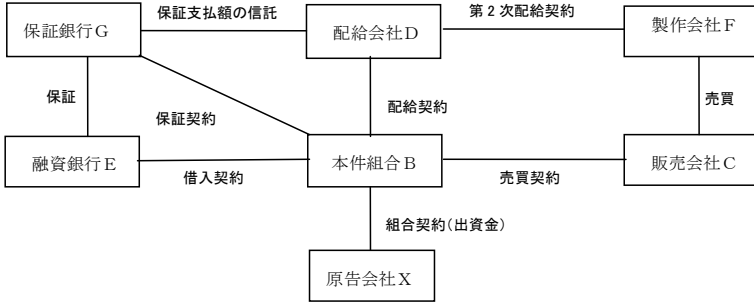 保証銀行G
保証支払額の信託
配給会社D
第2次配給契約
製作会社F
保証
保証契約
配給契約
売買
融資銀行E
借入契約
本件組合B
売買契約
販売会社C
組合契約(出資金)
原告会社X